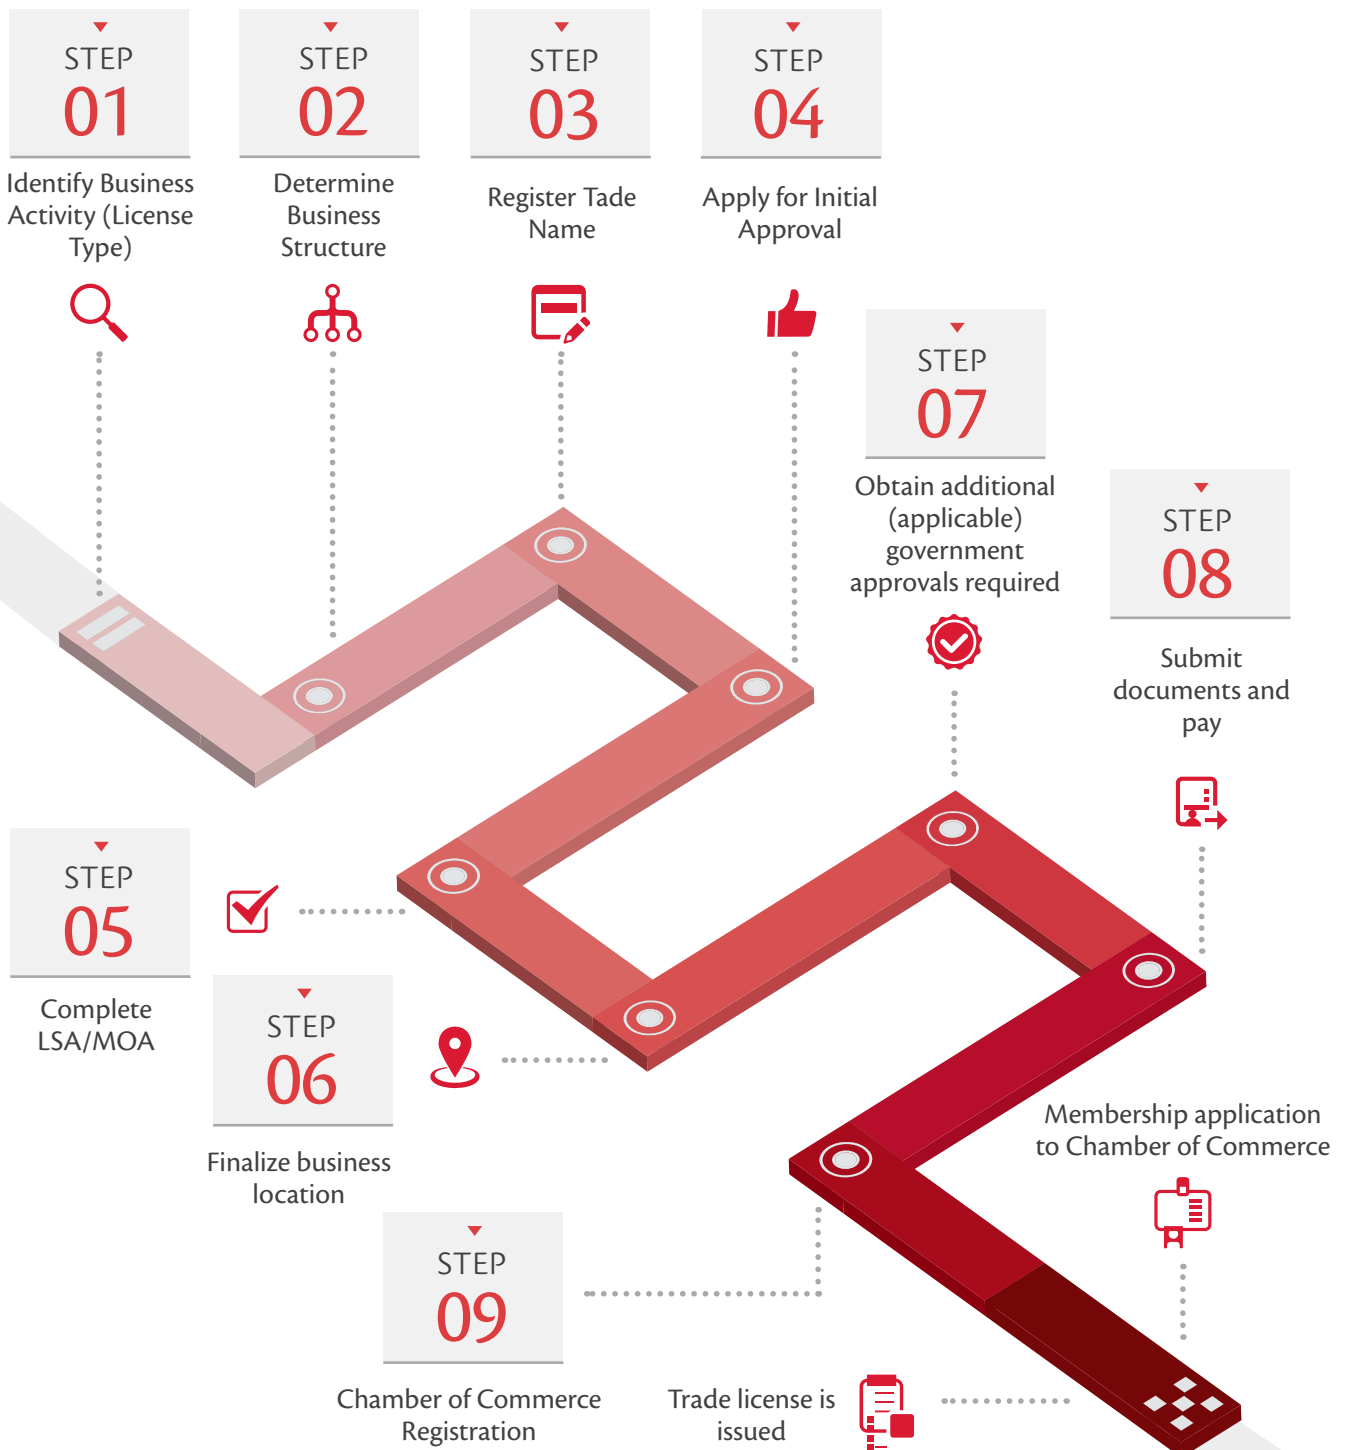 STEP
01
Identify Business
Activity (License
Type)
STEP
02
Determine
Business
Structure
STEP
03
Register Tade
Name
STEP
04
Apply for Initial
Approval
STEP
07
Obtain additional
(applicable)
government
approvals required
STEP
08
Submit
documents and
pay
STEP
05
Complete
LSA/MOA
STEP
06
Finalize business
location
Membership application
to Chamber of Commerce
STEP
09
Chamber of Commerce
Registration
Trade license is
issued